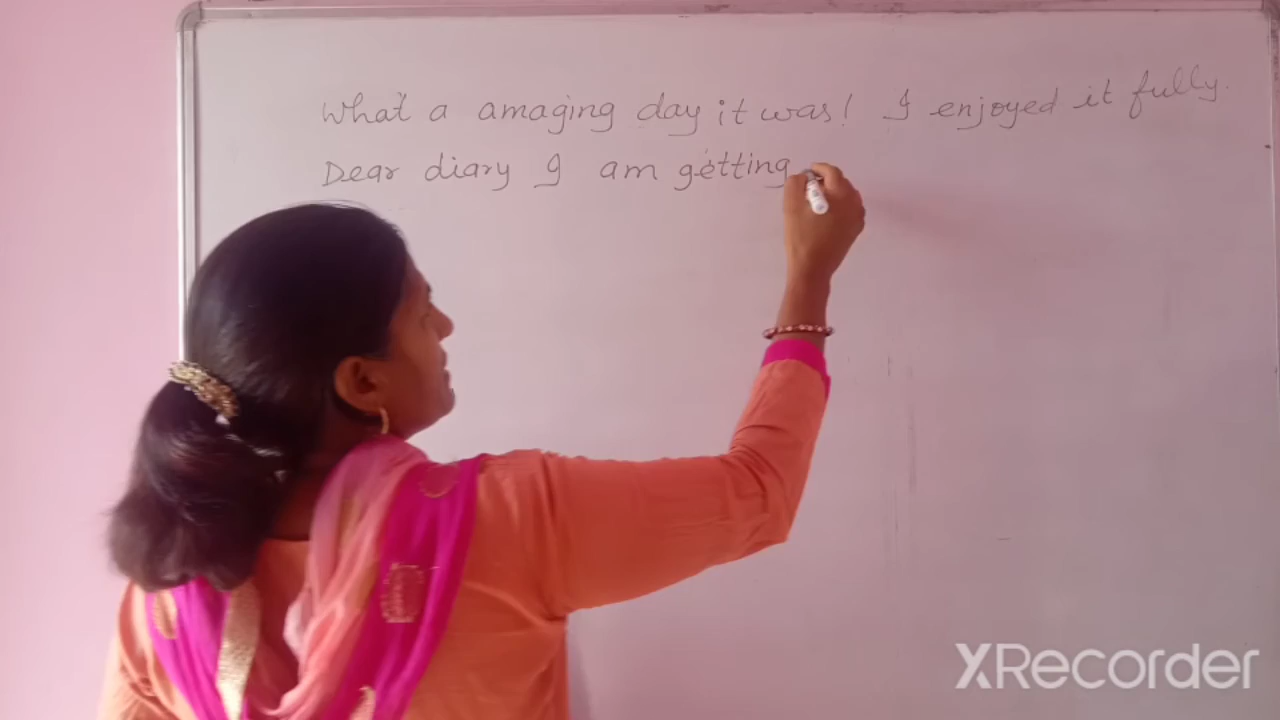 What a amaging day it was! I enjoyed it fully.
Dear diary I am getting
XRecorder